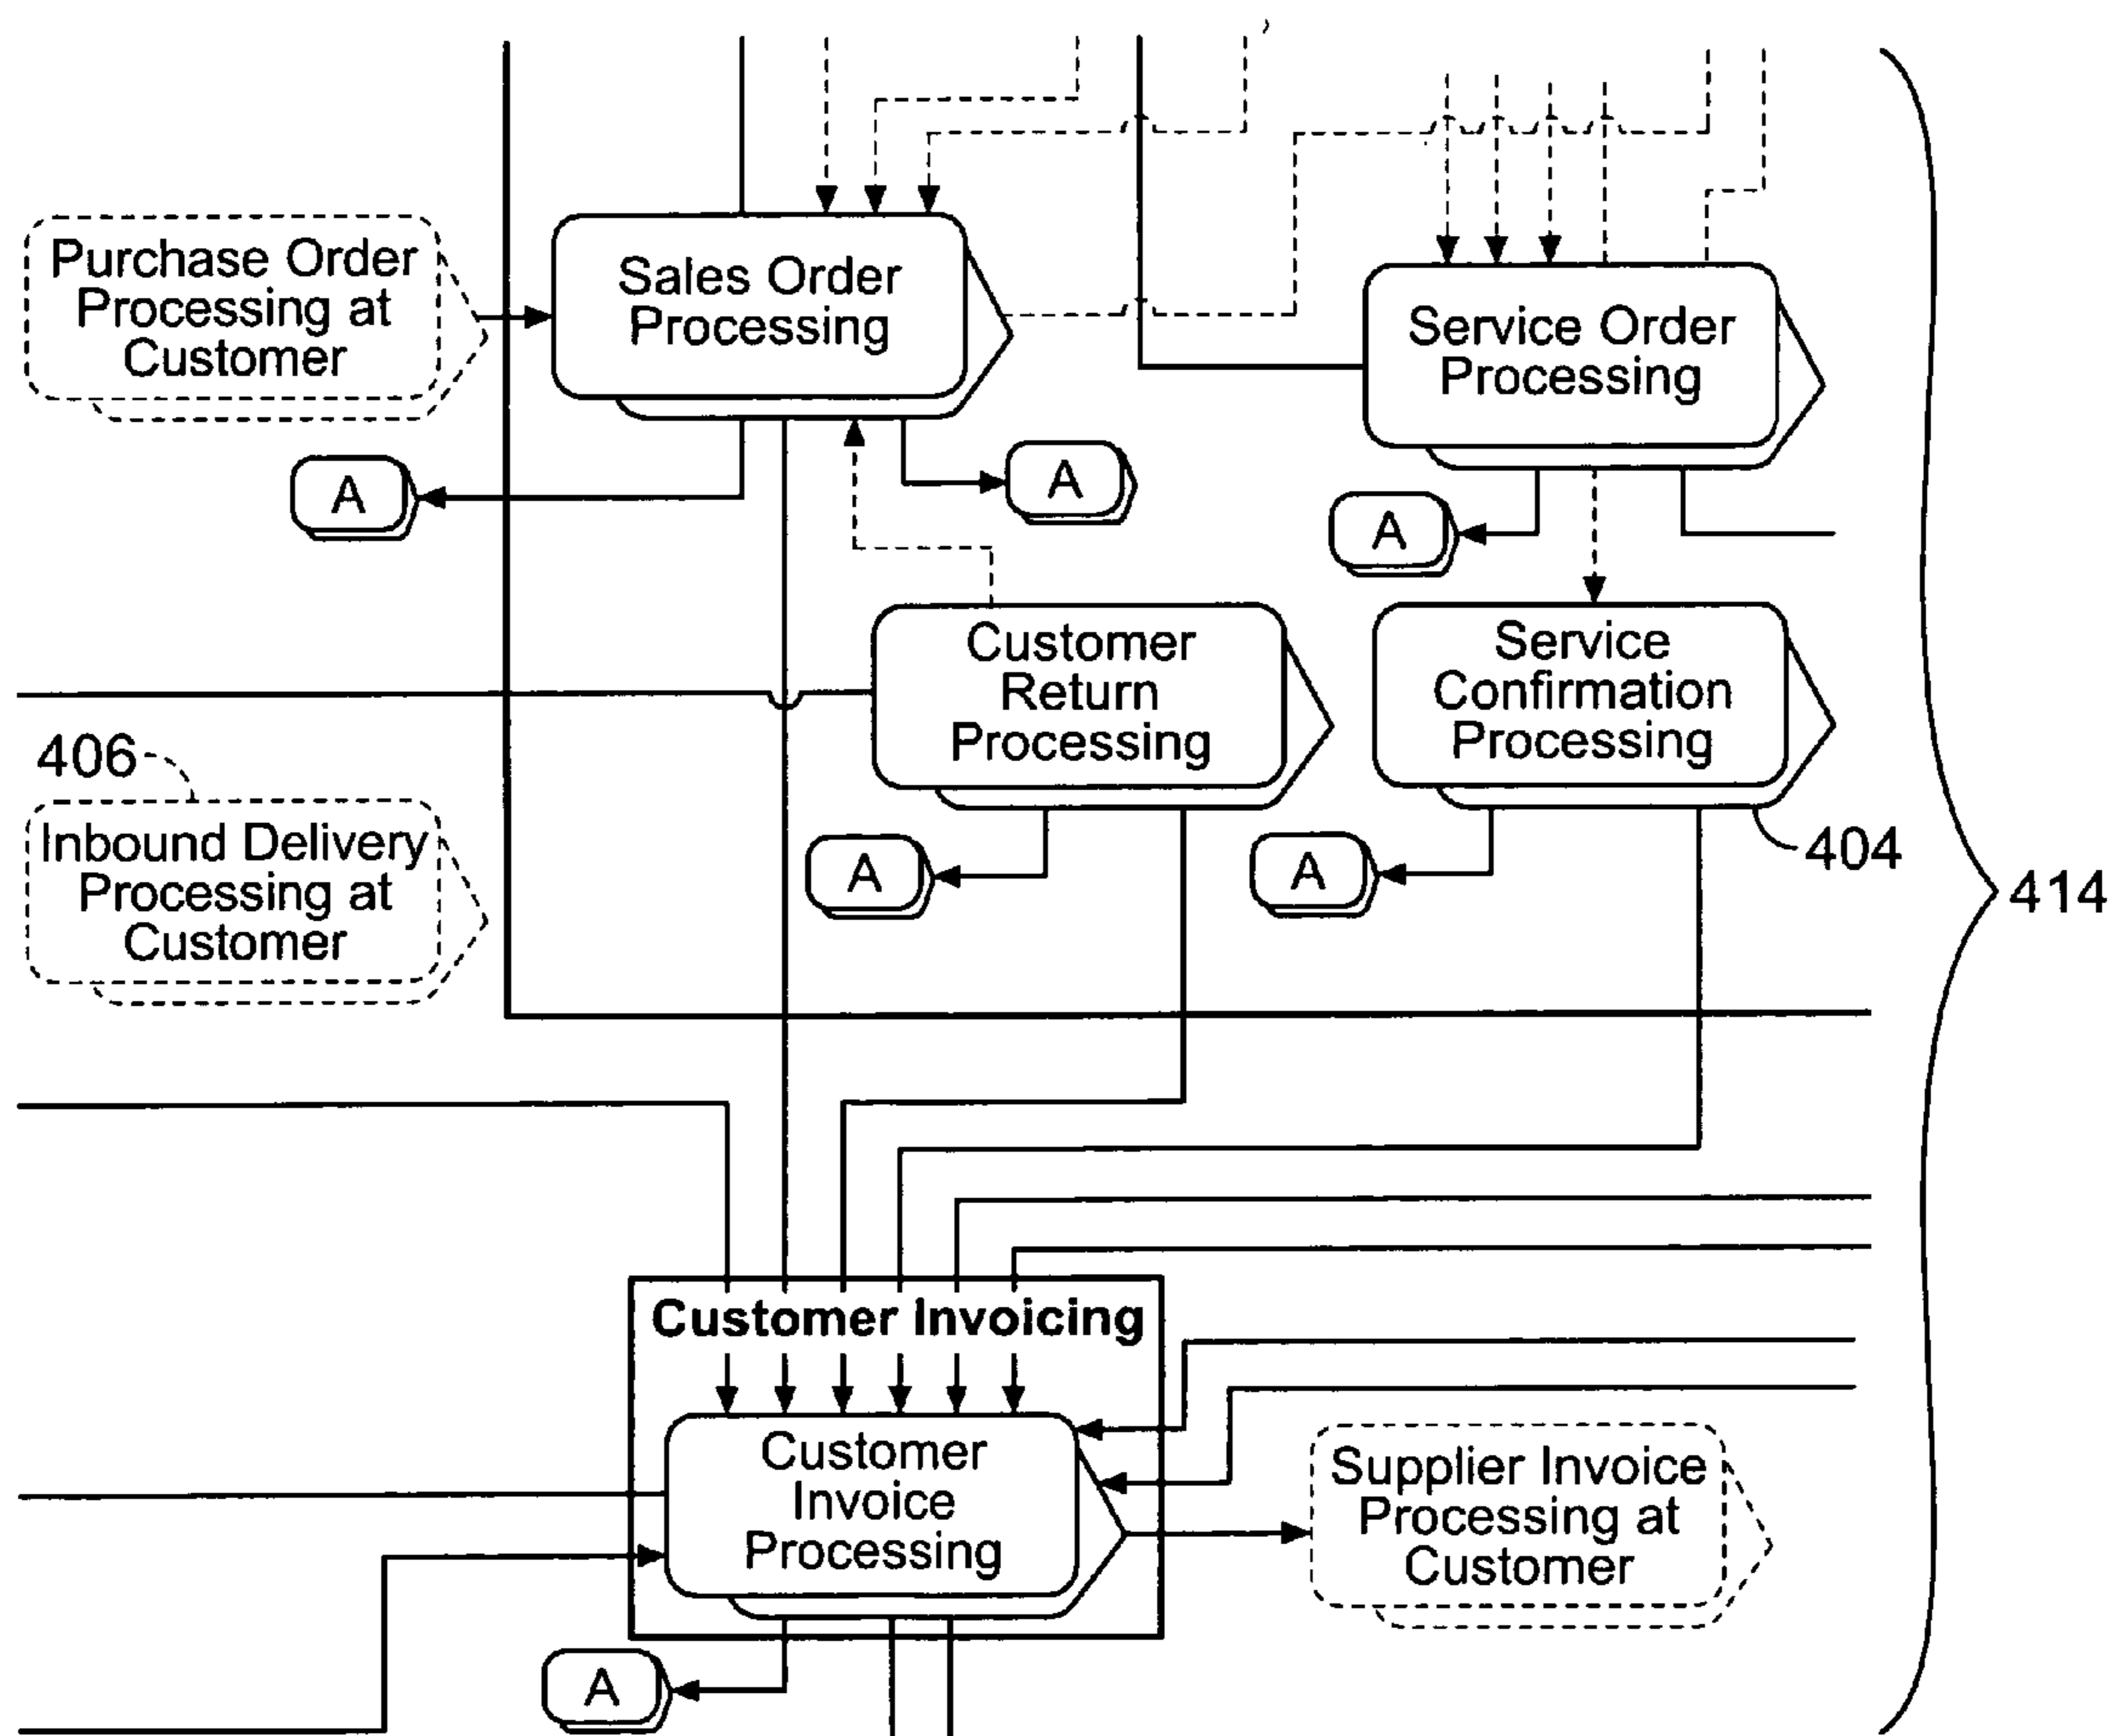 Purchase Order
Processing at
Customer
Sales Order
Processing
Service Order
Processing
A
A
A
Customer
Return
Processing
Service
Confirmation
Processing
406
Inbound Delivery
Processing at
Customer
A
A
404
414
Customer Invoicing
Customer
Invoice
Processing
Supplier Invoice
Processing at
Customer
A